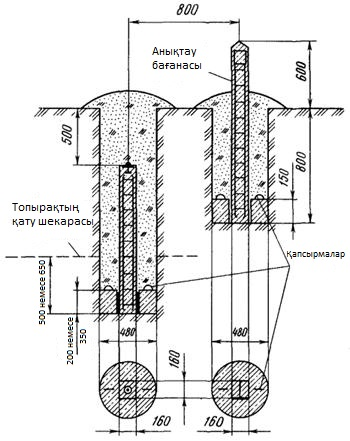 800
Анықтау
бағанасы
600
500
800
150
Топырақтың
қату шекарасы
Қапсырмалар
500 немесе 650
200 немесе
350
480
480
160
160
160